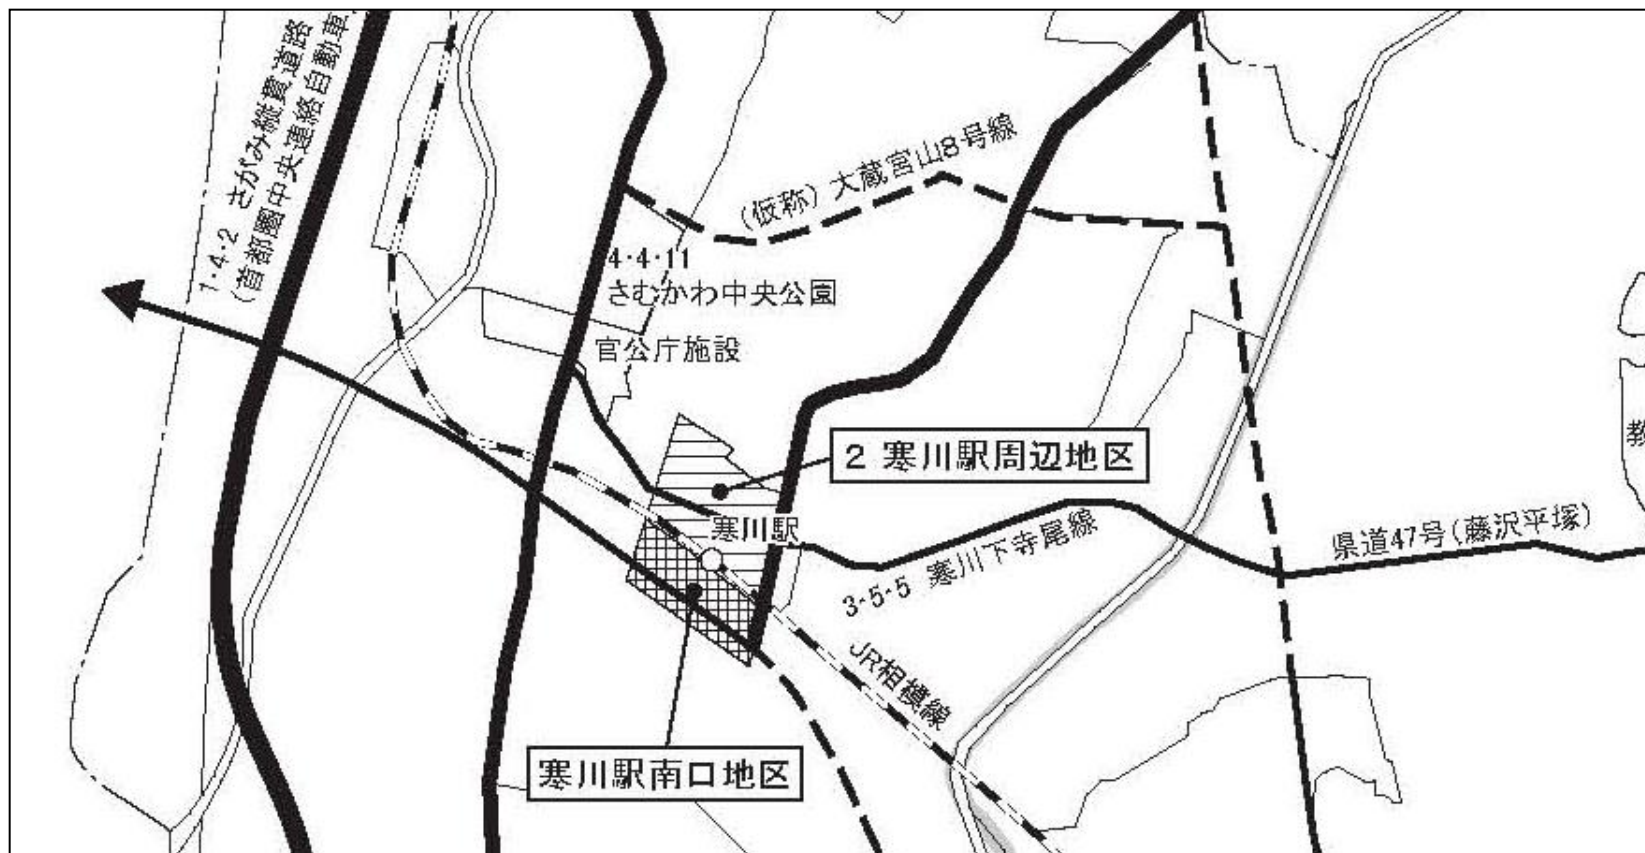 1・4・2 さがみ縦貫道路
(首都圏中央連絡自動車
(仮称) 大蔵宮山8号線
4・4・11
さむかわ中央公園
官公庁施設
2 寒川駅周辺地区
寒川駅
3・5・5 寒川下寺尾線
県道47号(藤沢平塚)
JR相模線
寒川駅南口地区
教